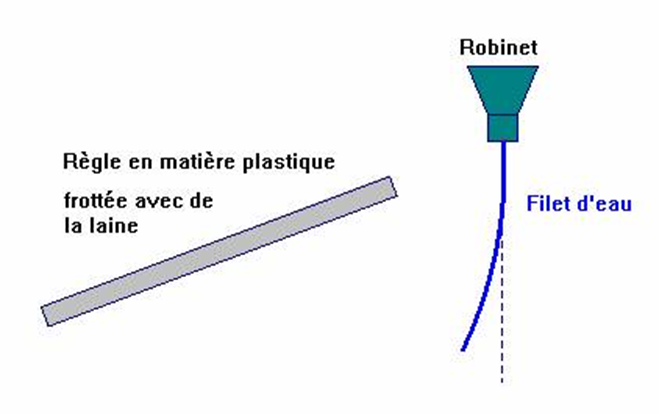 Robinet
Règle en matière plastique
frottée avec de
la laine
Filet d'eau